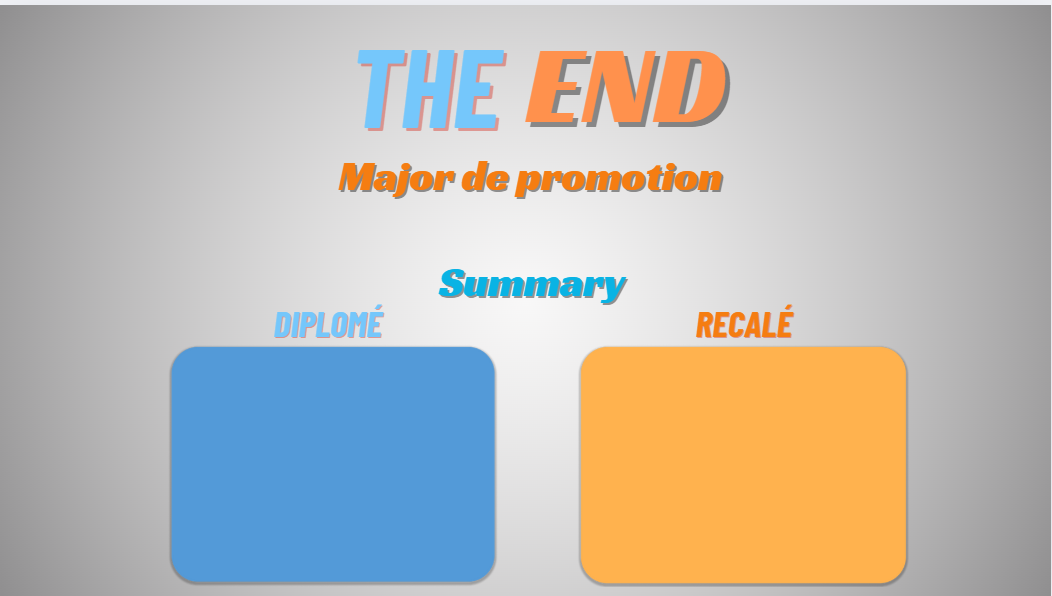 THE END
Major de promotion
Summary
DIPLOMÉ
RECALÉ